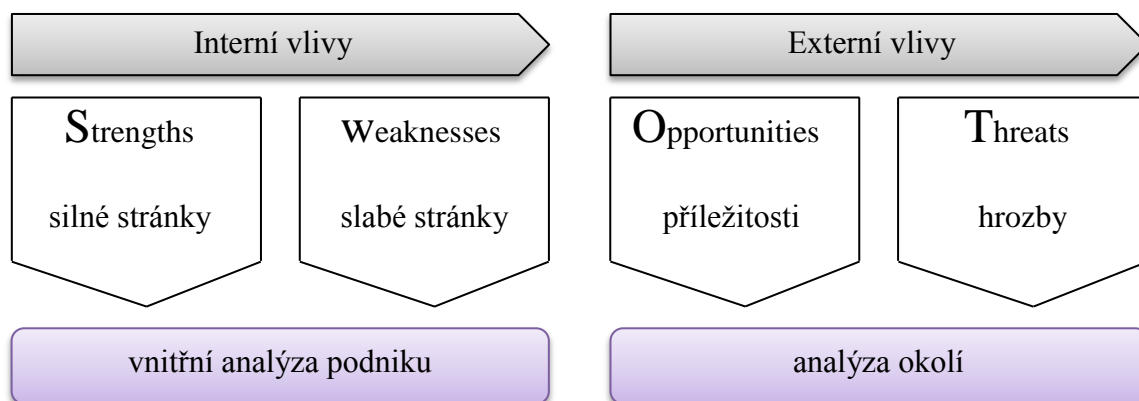 Interní vlivy
Externí vlivy
Strengths
Weaknesses
Opportunities
Threats
silné stránky
slabé stránky
příležitosti
hrozby
vnitřní analýza podniku
analýza okolí